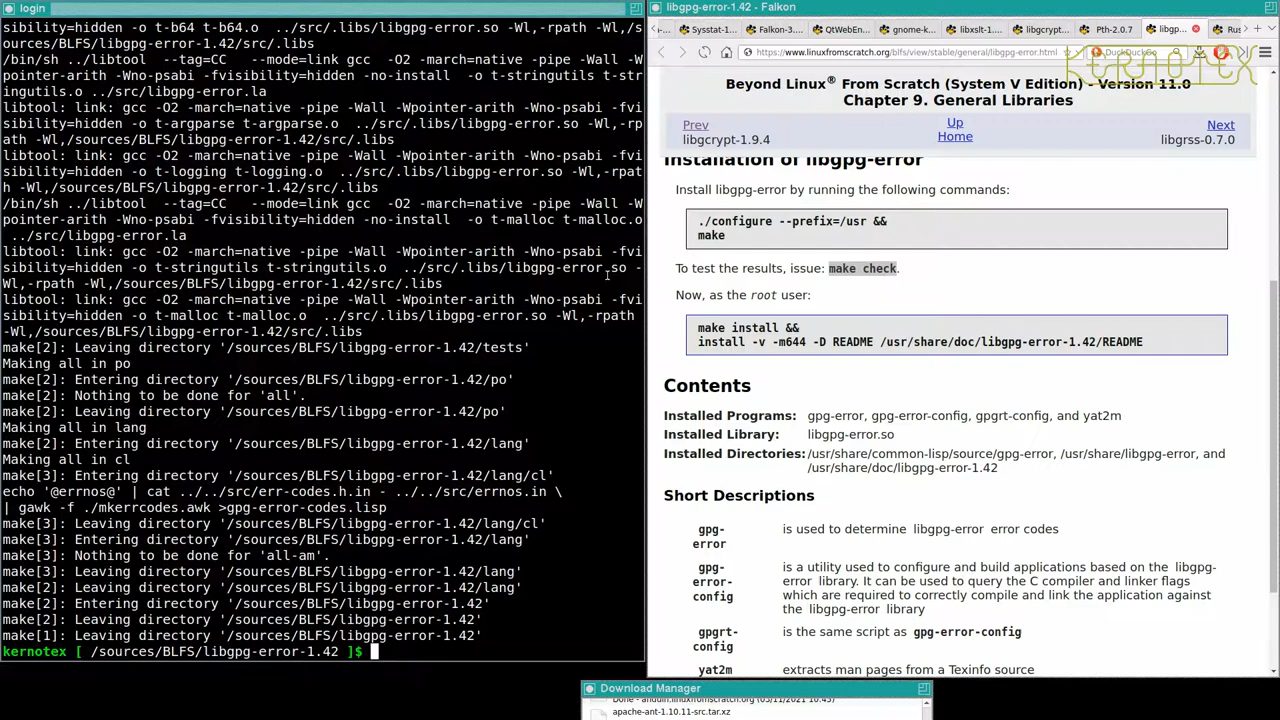 login
sibility=hidden -o t-b64 t-b64.o  ../src/.libs/libgpg-error.so -Wl,-rpath -Wl,/s
ources/BLFS/libgpg-error-1.42/src/.libs
/bin/sh ../libtool  --tag=CC   --mode=link gcc  -O2 -march=native -pipe -Wall -W
pointer-arith -Wno-psabi -fvisibility=hidden -no-install  -o t-stringutils t-str
ingutils.o ../src/libgpg-error.la
libtool: link: gcc -O2 -march=native -pipe -Wall -Wpointer-arith -Wno-psabi -fvi
sibility=hidden -o t-argparse t-argparse.o  ../src/.libs/libgpg-error.so -Wl,-rp
ath -Wl,/sources/BLFS/libgpg-error-1.42/src/.libs
libtool: link: gcc -O2 -march=native -pipe -Wall -Wpointer-arith -Wno-psabi -fvi
sibility=hidden -o t-logging t-logging.o  ../src/.libs/libgpg-error.so -Wl,-rpat
h -Wl,/sources/BLFS/libgpg-error-1.42/src/.libs
/bin/sh ../libtool  --tag=CC   --mode=link gcc  -O2 -march=native -pipe -Wall -W
pointer-arith -Wno-psabi -fvisibility=hidden -no-install  -o t-malloc t-malloc.o
 ../src/libgpg-error.la
libtool: link: gcc -O2 -march=native -pipe -Wall -Wpointer-arith -Wno-psabi -fvi
sibility=hidden -o t-stringutils t-stringutils.o  ../src/.libs/libgpg-error.so -
Wl,-rpath -Wl,/sources/BLFS/libgpg-error-1.42/src/.libs
libtool: link: gcc -O2 -march=native -pipe -Wall -Wpointer-arith -Wno-psabi -fvi
sibility=hidden -o t-malloc t-malloc.o  ../src/.libs/libgpg-error.so -Wl,-rpath
-Wl,/sources/BLFS/libgpg-error-1.42/src/.libs
make[2]: Leaving directory '/sources/BLFS/libgpg-error-1.42/tests'
Making all in po
make[2]: Entering directory '/sources/BLFS/libgpg-error-1.42/po'
make[2]: Nothing to be done for 'all'.
make[2]: Leaving directory '/sources/BLFS/libgpg-error-1.42/po'
Making all in lang
make[2]: Entering directory '/sources/BLFS/libgpg-error-1.42/lang'
Making all in cl
make[3]: Entering directory '/sources/BLFS/libgpg-error-1.42/lang/cl'
echo '@errnos@' | cat ../../src/err-codes.h.in - ../../src/errnos.in \
| gawk -f ./mkerrcodes.awk >gpg-error-codes.lisp
make[3]: Leaving directory '/sources/BLFS/libgpg-error-1.42/lang/cl'
make[3]: Entering directory '/sources/BLFS/libgpg-error-1.42/lang'
make[3]: Nothing to be done for 'all-am'.
make[3]: Leaving directory '/sources/BLFS/libgpg-error-1.42/lang'
make[2]: Leaving directory '/sources/BLFS/libgpg-error-1.42/lang'
make[2]: Entering directory '/sources/BLFS/libgpg-error-1.42'
make[2]: Leaving directory '/sources/BLFS/libgpg-error-1.42'
make[1]: Leaving directory '/sources/BLFS/libgpg-error-1.42'
kernotex [ /sources/BLFS/libgpg-error-1.42 ]$
libgpg-error-1.42 - Falkon
Sysstat-1 Falkon-3. QtWebEn gnome-k libxslt-1. libgcryp Pth-2.0.7 libgp Rus
https://www.linuxfromscratch.org/blfs/view/stable/general/libgpg-error.html DuckDuckGo
KERNOTEX
Beyond Linux® From Scratch (System V Edition) - Version 11.0
Chapter 9. General Libraries
Prev Up Next
libgcrypt-1.9.4 Home libgrss-0.7.0
Installation of libgpg-error
Install libgpg-error by running the following commands:
./configure --prefix=/usr &&
make
To test the results, issue: make check.
Now, as the root user:
make install &&
install -v -m644 -D README /usr/share/doc/libgpg-error-1.42/README
Contents
Installed Programs: gpg-error, gpg-error-config, gpgrt-config, and yat2m
Installed Library: libgpg-error.so
Installed Directories: /usr/share/common-lisp/source/gpg-error, /usr/share/libgpg-error, and
/usr/share/doc/libgpg-error-1.42
Short Descriptions
gpg- is used to determine libgpg-error error codes
error
gpg- is a utility used to configure and build applications based on the libgpg-
error- error library. It can be used to query the C compiler and linker flags
config which are required to correctly compile and link the application against
the libgpg-error library
gpgrt- is the same script as gpg-error-config
config
yat2m extracts man pages from a Texinfo source
Download Manager
Done - anduin.linuxfromscratch.org (05/11/2021 10:45)
apache-ant-1.10.11-src.tar.xz